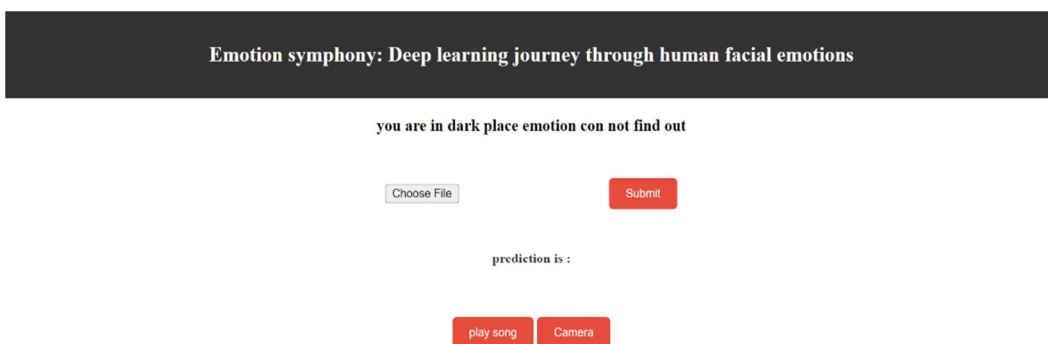 Emotion symphony: Deep learning journey through human facial emotions
you are in dark place emotion con not find out
Choose File Submit
prediction is :
play song Camera